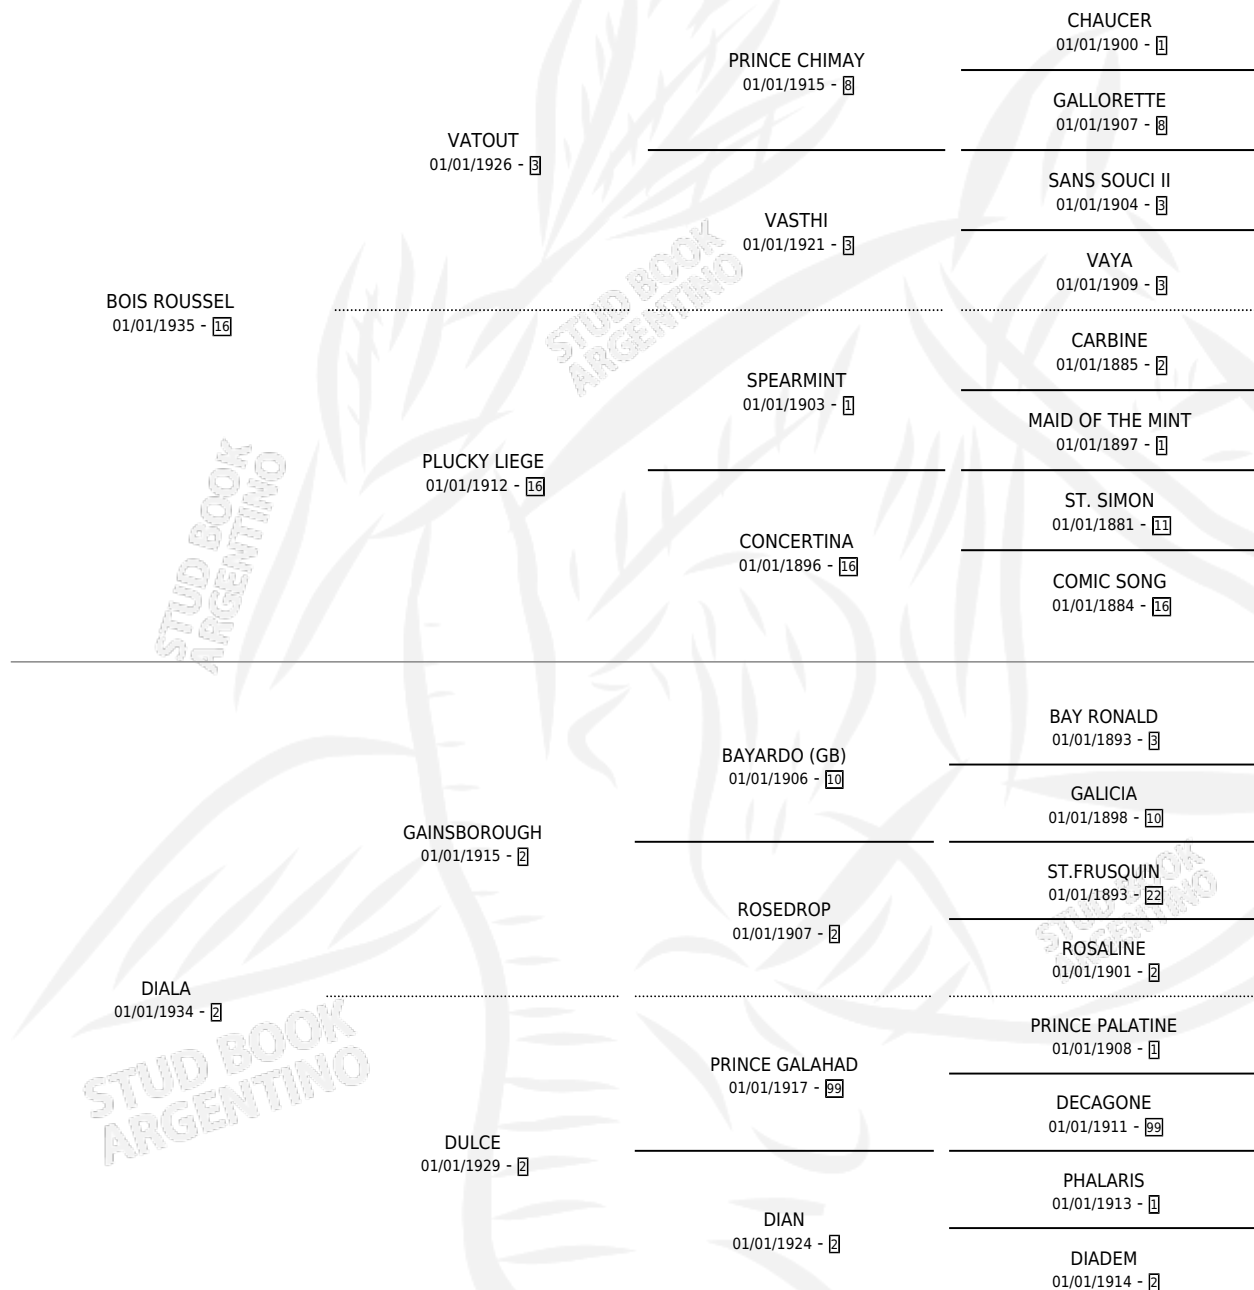 CHAUCER
01/01/1900 - 1
PRINCE CHIMAY
01/01/1915 - 8
GALLORETTE
01/01/1907 - 8
VATOUT
01/01/1926 - 3
SANS SOUCI II
01/01/1904 - 3
VASTHI
01/01/1921 - 3
VAYA
01/01/1909 - 3
BOIS ROUSSEL
01/01/1935 - 16
CARBINE
01/01/1885 - 2
SPEARMINT
01/01/1903 - 1
MAID OF THE MINT
01/01/1897 - 1
PLUCKY LIEGE
01/01/1912 - 16
ST. SIMON
01/01/1881 - 11
CONCERTINA
01/01/1896 - 16
COMIC SONG
01/01/1884 - 16
BAY RONALD
01/01/1893 - 3
BAYARDO (GB)
01/01/1906 - 10
GALICIA
01/01/1898 - 10
GAINSBOROUGH
01/01/1915 - 2
ST.FRUSQUIN
01/01/1893 - 22
ROSEDROP
01/01/1907 - 2
ROSALINE
01/01/1901 - 2
DIALA
01/01/1934 - 2
PRINCE PALATINE
01/01/1908 - 1
PRINCE GALAHAD
01/01/1917 - 99
DECAGONE
01/01/1911 - 99
DULCE
01/01/1929 - 2
PHALARIS
01/01/1913 - 1
DIAN
01/01/1924 - 2
DIADEM
01/01/1914 - 2
STUD BOOK
ARGENTINO
STUD BOOK
ARGENTINO
STUD BOOK
ARGENTINO
STUD BOOK
ARGENTINO